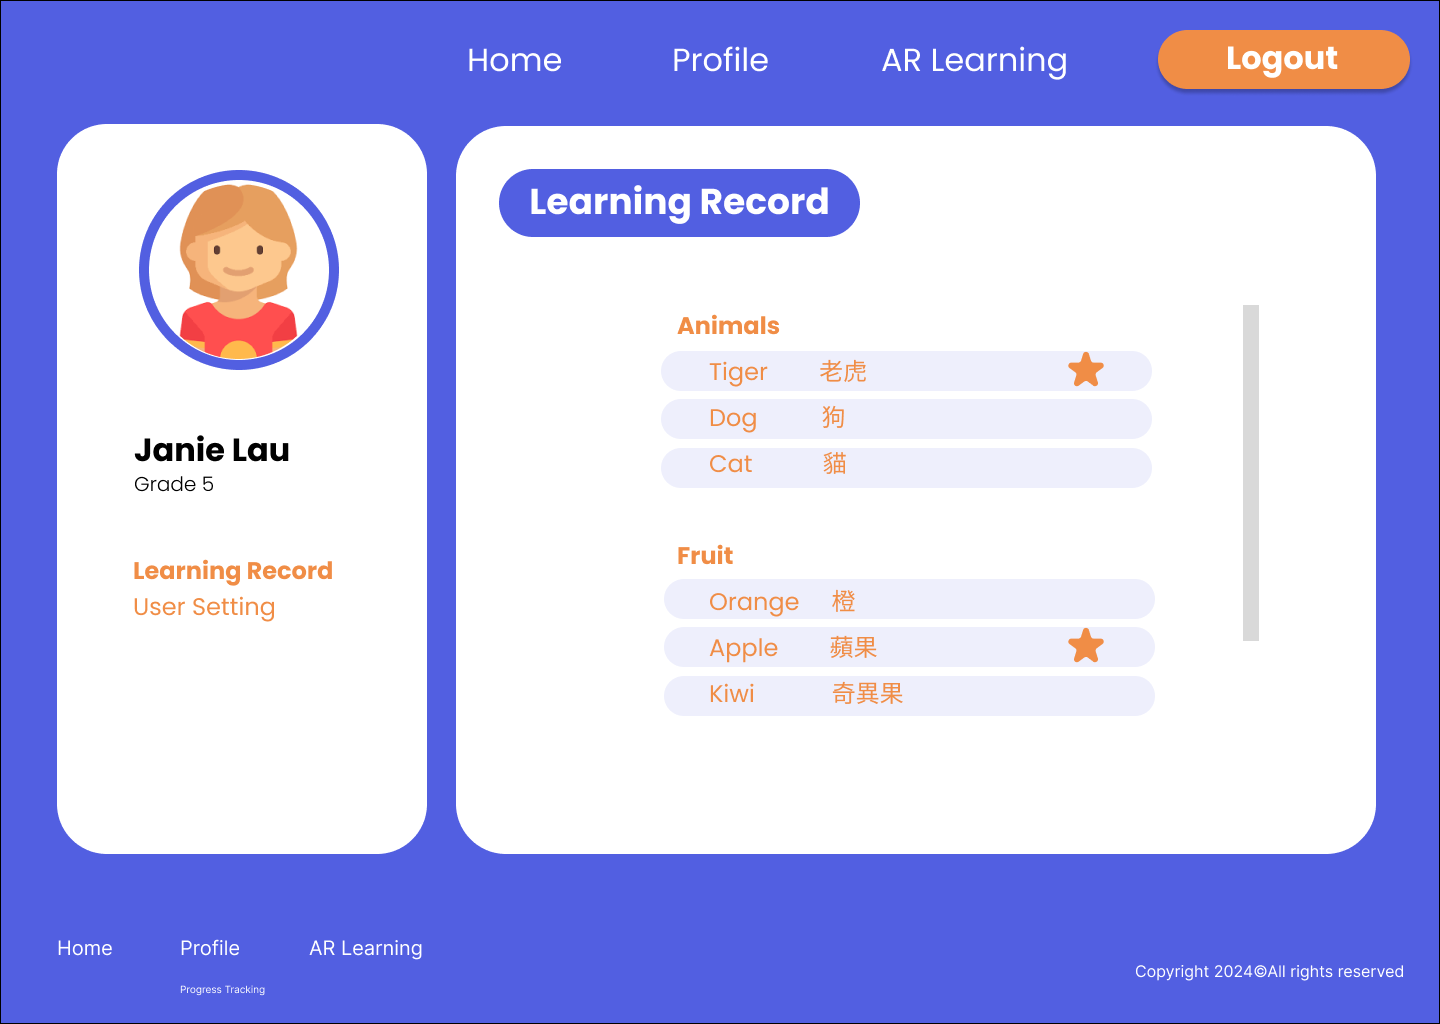 Home Profile AR Learning Logout
Janie Lau
Grade 5
Learning Record
User Setting
Learning Record
Animals
Tiger 老虎
Dog 狗
Cat 貓
Fruit
Orange 橙
Apple 蘋果
Kiwi 奇異果
Home Profile AR Learning
Progress Tracking
Copyright 2024©All rights reserved